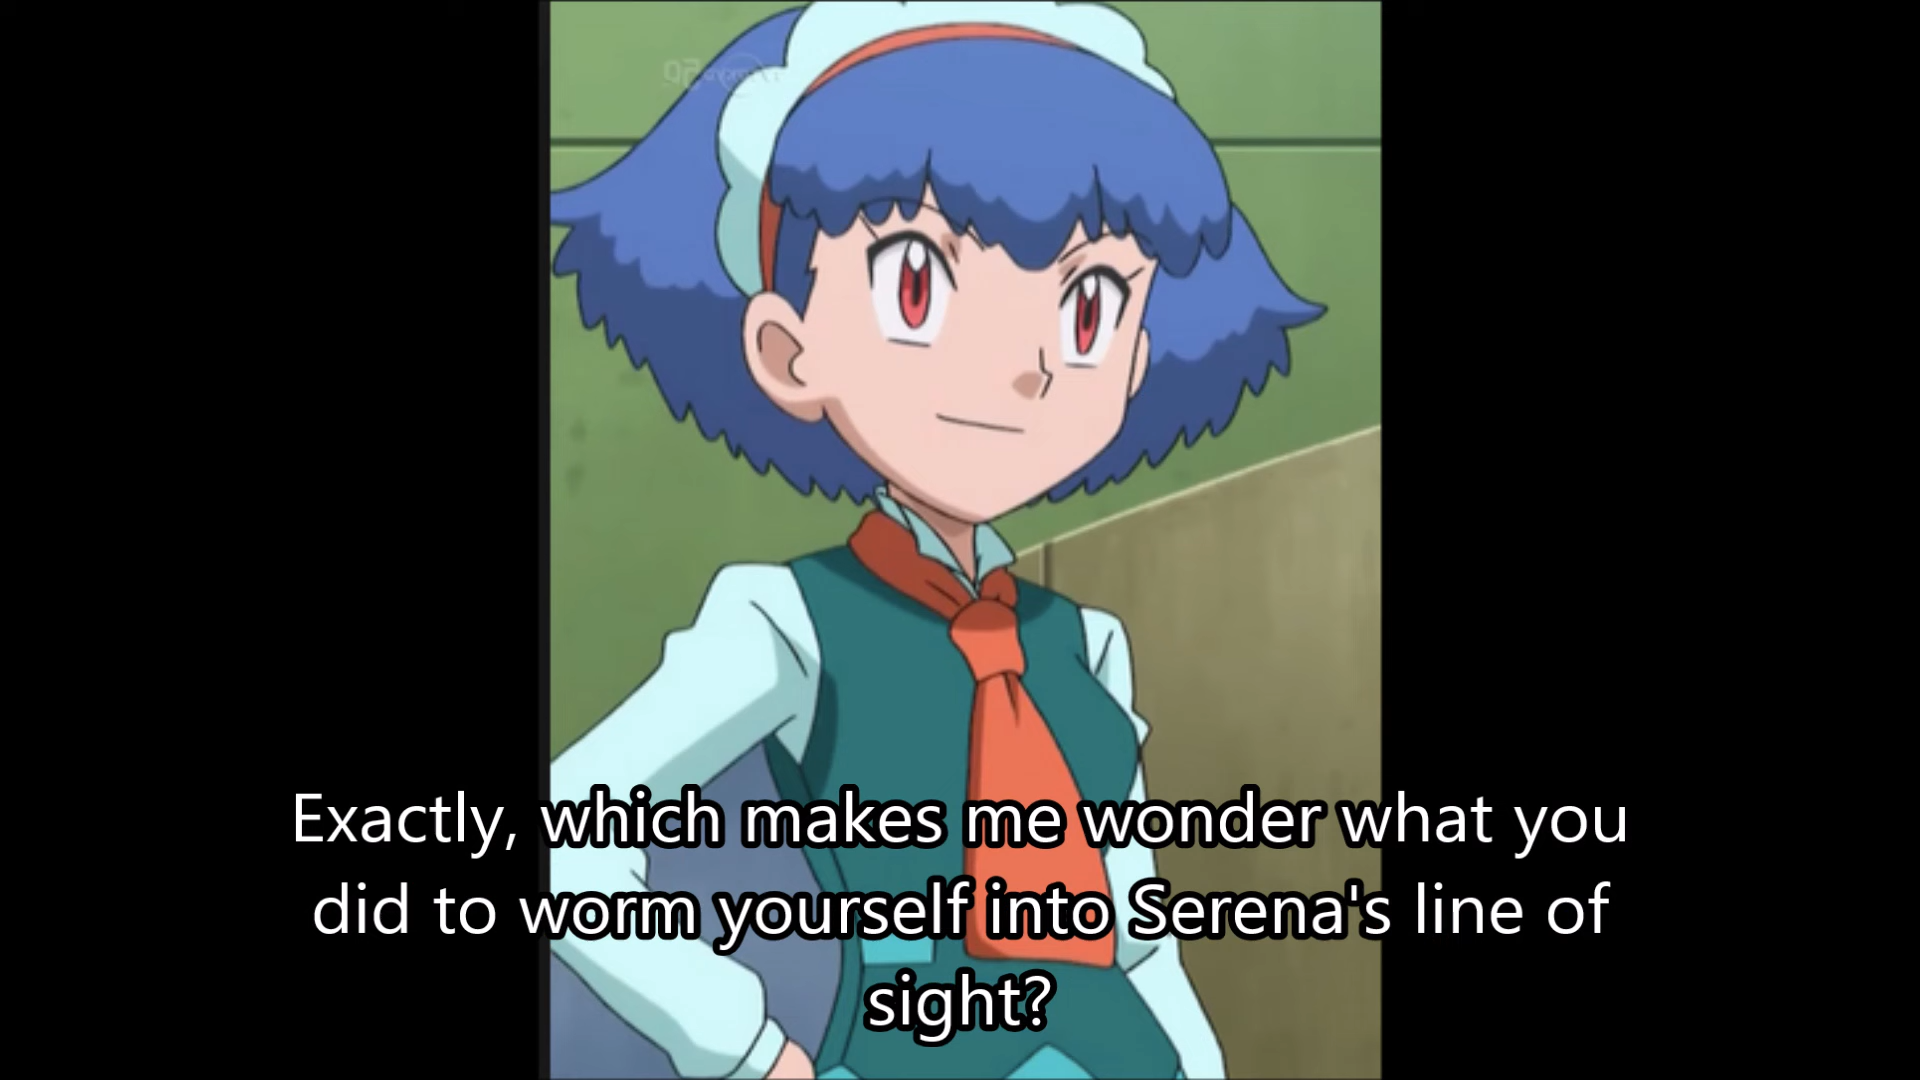 Exactly, which makes me wonder what you
did to worm yourself into Serena's line of
sight?